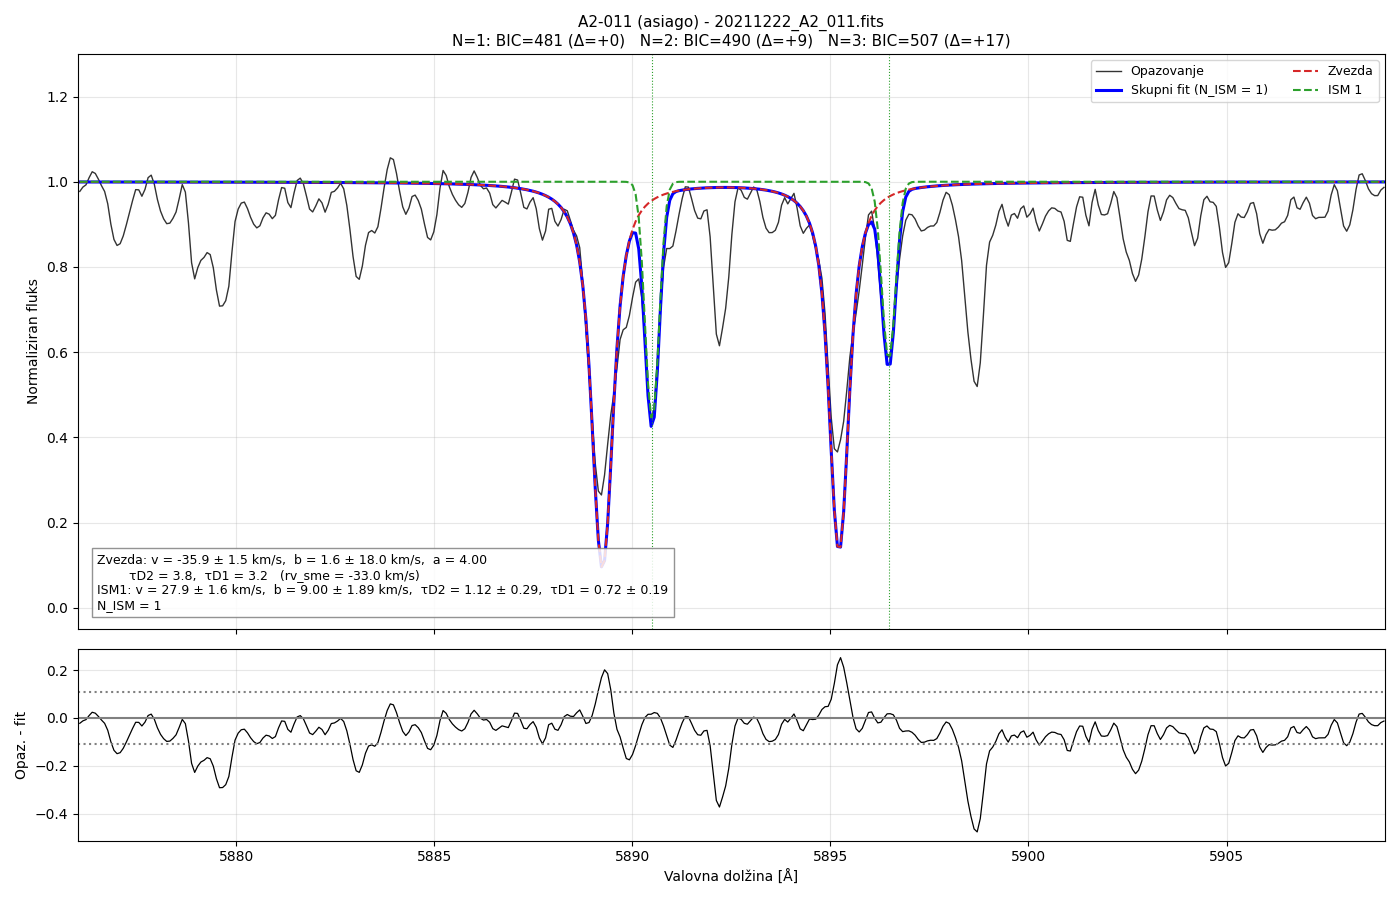 A2-011 (asiago) - 20211222_A2_011.fits
N=1: BIC=481 (Δ=+0)   N=2: BIC=490 (Δ=+9)   N=3: BIC=507 (Δ=+17)
Opazovanje
Skupni fit (N_ISM = 1)
Zvezda
ISM 1
Normaliziran fluks
1.2
1.0
0.8
0.6
0.4
0.2
0.0
Zvezda: v = -35.9 ± 1.5 km/s,  b = 1.6 ± 18.0 km/s,  a = 4.00
τD2 = 3.8,  τD1 = 3.2   (rv_sme = -33.0 km/s)
ISM1: v = 27.9 ± 1.6 km/s,  b = 9.00 ± 1.89 km/s,  τD2 = 1.12 ± 0.29,  τD1 = 0.72 ± 0.19
N_ISM = 1
Opaz. - fit
0.2
0.0
−0.2
−0.4
5880
5885
5890
5895
5900
5905
Valovna dolžina [Å]